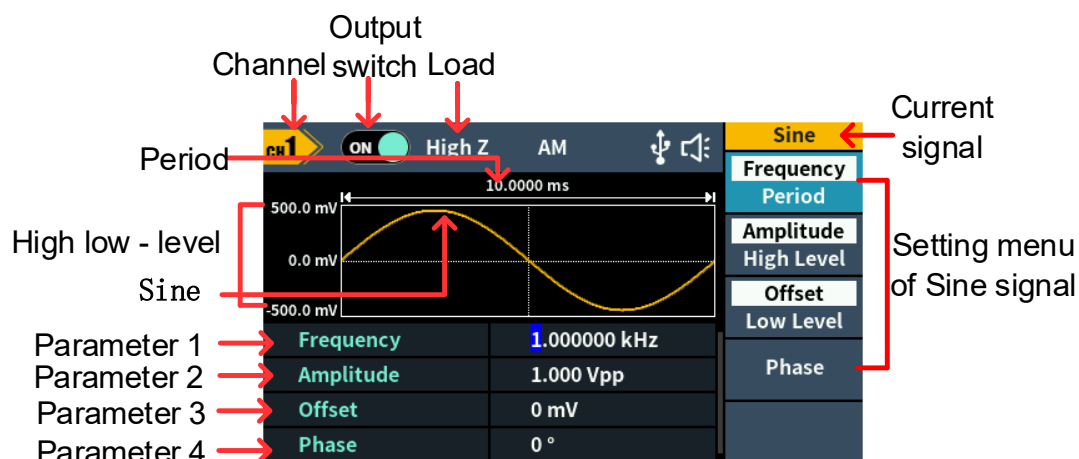 Output
Channel switch Load
Current
signal
CH1 ON High Z AM Sine
Period
10.0000 ms
Frequency
Period
500.0 mV
High low - level
0.0 mV
Sine
-500.0 mV
Amplitude
High Level
Offset
Low Level
Phase
Setting menu
of Sine signal
Parameter 1 Frequency 1.000000 kHz
Parameter 2 Amplitude 1.000 Vpp
Parameter 3 Offset 0 mV
Parameter 4 Phase 0 °